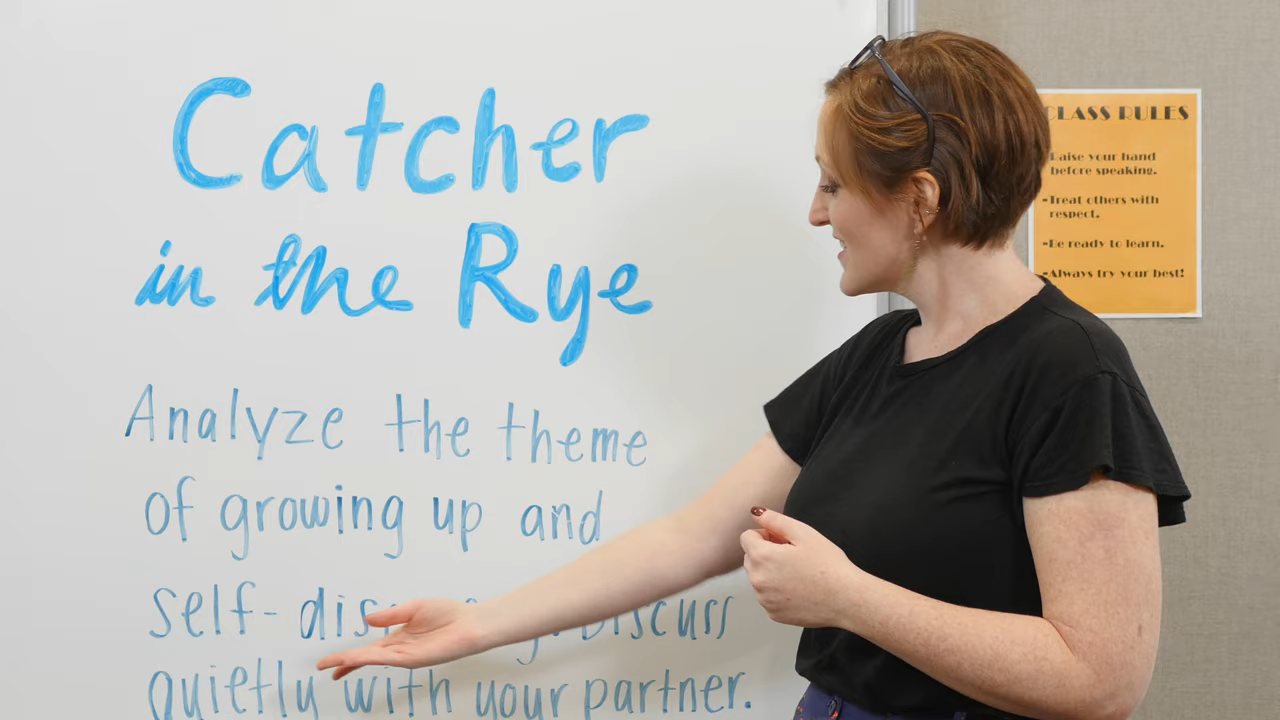 Catcher
in the Rye
Analyze the theme
of growing up and
self- Discuss
quietly with your partner.
CLASS RULES
Raise your hand
before speaking.
-Treat others with
respect.
-Be ready to learn.
-Always try your best!